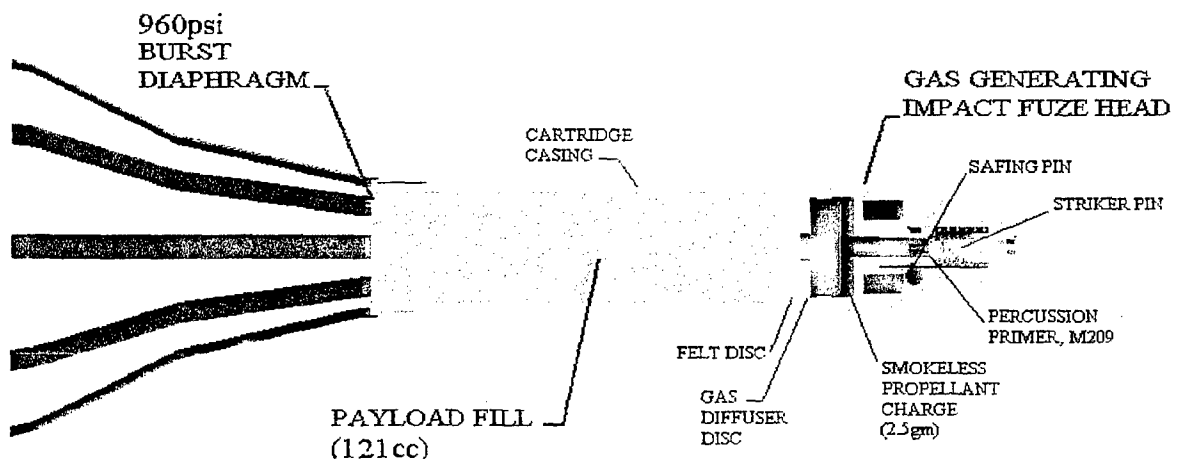 960psi
BURST
DIAPHRAGM
GAS GENERATING
IMPACT FUZE HEAD
CARTRIDGE
CASING
SAFING PIN
STRIKER PIN
PERCUSSION
PRIMER, M209
FELT DISC
SMOKELESS
PROPELLANT
CHARGE
(2.5gm)
GAS
DIFFUSER
DISC
PAYLOAD FILL
(121cc)